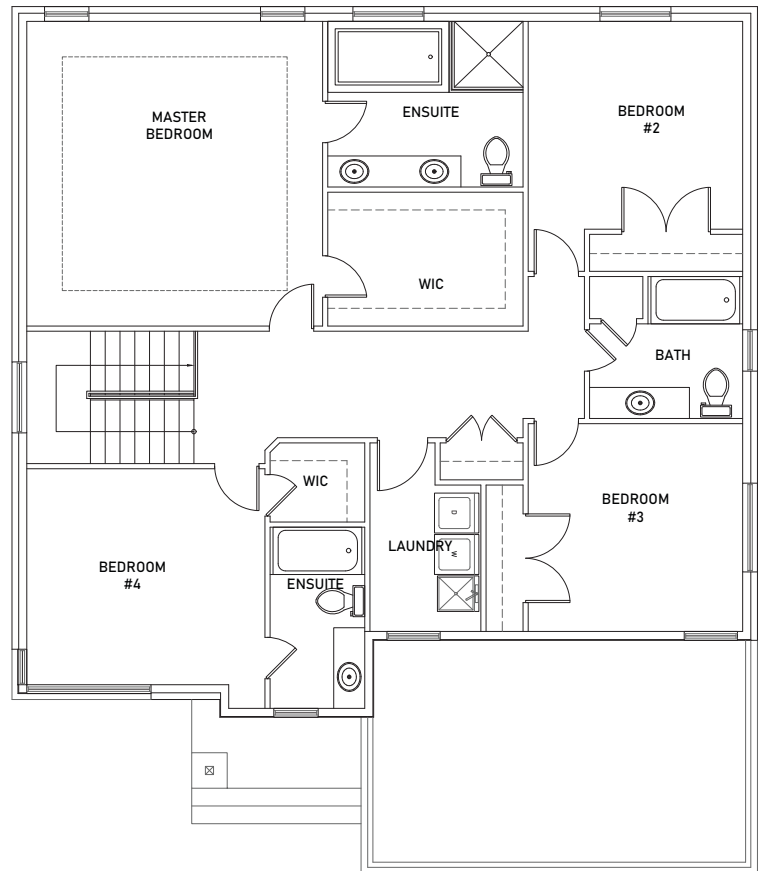 MASTER
BEDROOM
ENSUITE
BEDROOM
#2
WIC
BATH
WIC
BEDROOM
#3
D
LAUNDRY
W
BEDROOM
#4
ENSUITE